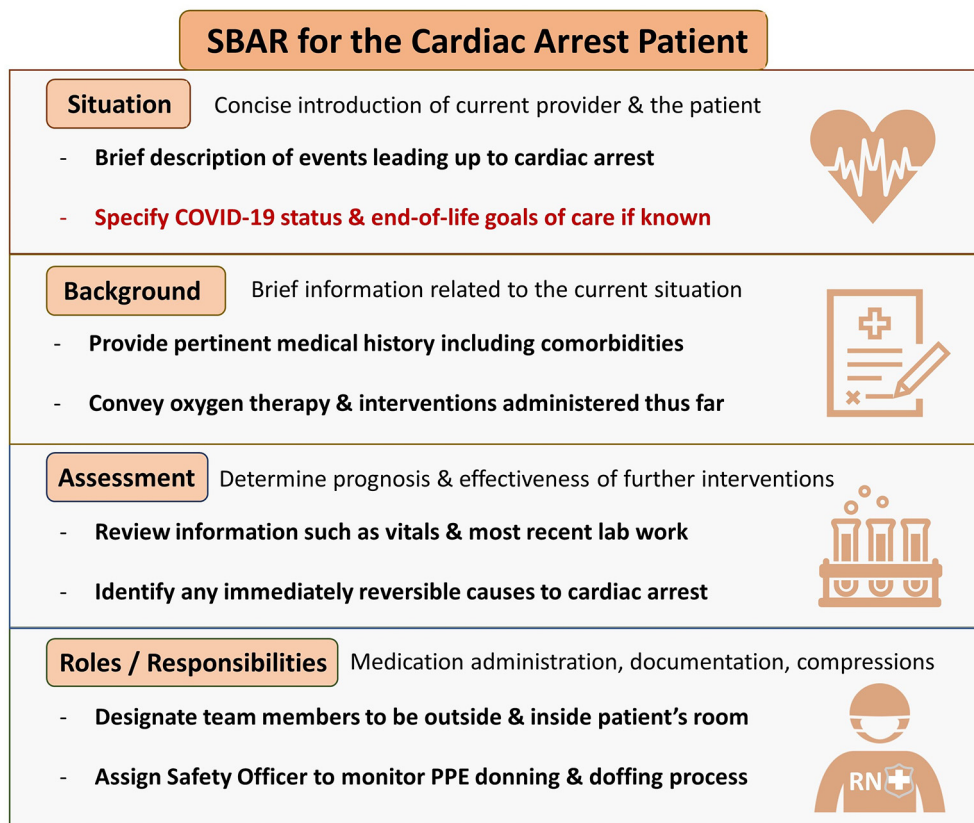 SBAR for the Cardiac Arrest Patient
Situation Concise introduction of current provider & the patient
- Brief description of events leading up to cardiac arrest
- Specify COVID-19 status & end-of-life goals of care if known
Background Brief information related to the current situation
- Provide pertinent medical history including comorbidities
- Convey oxygen therapy & interventions administered thus far
Assessment Determine prognosis & effectiveness of further interventions
- Review information such as vitals & most recent lab work
- Identify any immediately reversible causes to cardiac arrest
Roles / Responsibilities Medication administration, documentation, compressions
- Designate team members to be outside & inside patient's room
- Assign Safety Officer to monitor PPE donning & doffing process
RN